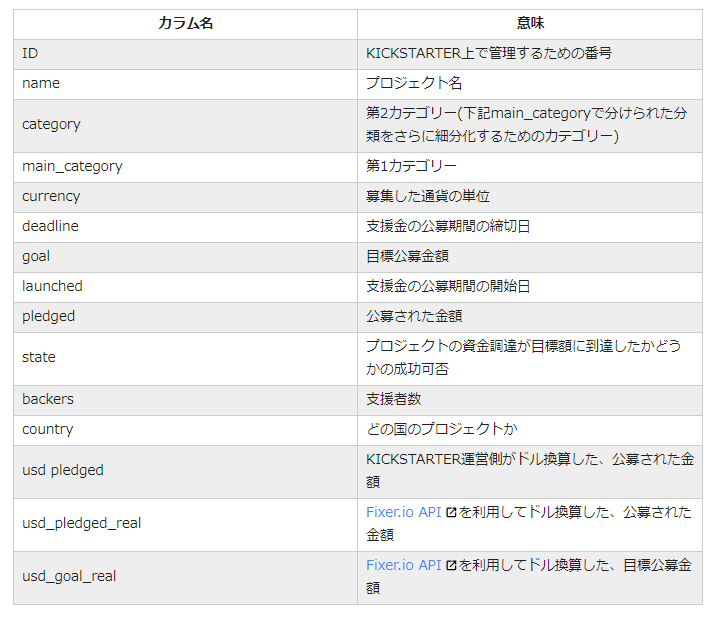 カラム名 意味
ID KICKSTARTER上で管理するための番号
name プロジェクト名
category 第2カテゴリー(下記main_categoryで分けられた分
類をさらに細分化するためのカテゴリー)
main_category 第1カテゴリー
currency 募集した通貨の単位
deadline 支援金の公募期間の締切日
goal 目標公募金額
launched 支援金の公募期間の開始日
pledged 公募された金額
state プロジェクトの資金調達が目標額に到達したかどう
かの成功可否
backers 支援者数
country どの国のプロジェクトか
usd pledged KICKSTARTER運営側がドル換算した、公募された金
額
usd_pledged_real Fixer.io APIを利用してドル換算した、公募された
金額
usd_goal_real Fixer.io APIを利用してドル換算した、目標公募金
額